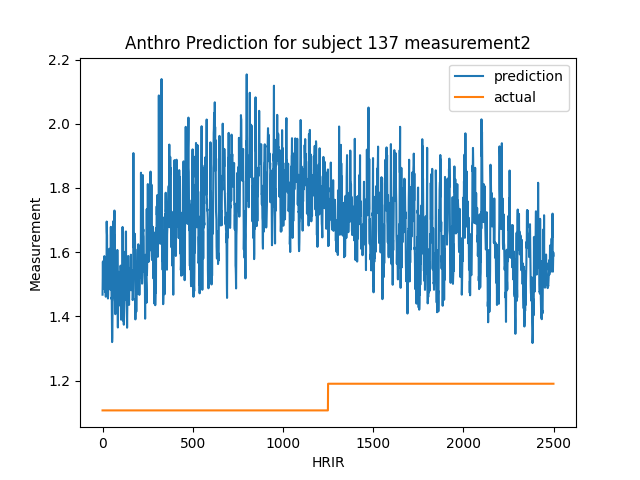 Anthro Prediction for subject 137 measurement2
prediction
actual
2.2
2.0
1.8
1.6
1.4
1.2
Measurement
0
500
1000
1500
2000
2500
HRIR